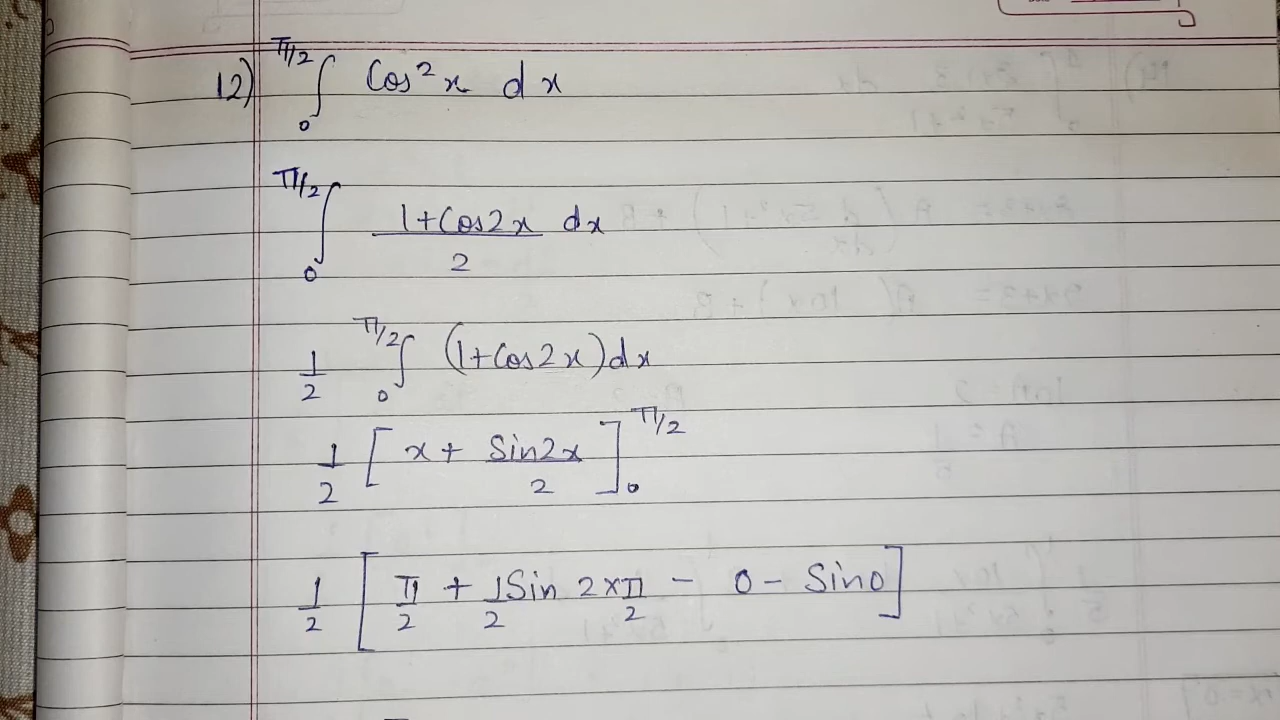 12) ∫₀^{π/2} Cos²x dx
∫₀^{π/2} (1+Cos2x)/2 dx
1/2 ∫₀^{π/2} (1+Cos2x)dx
1/2 [x + Sin2x/2]₀^{π/2}
1/2 [π/2 + 1/2 Sin 2×π/2 - 0 - Sin0]